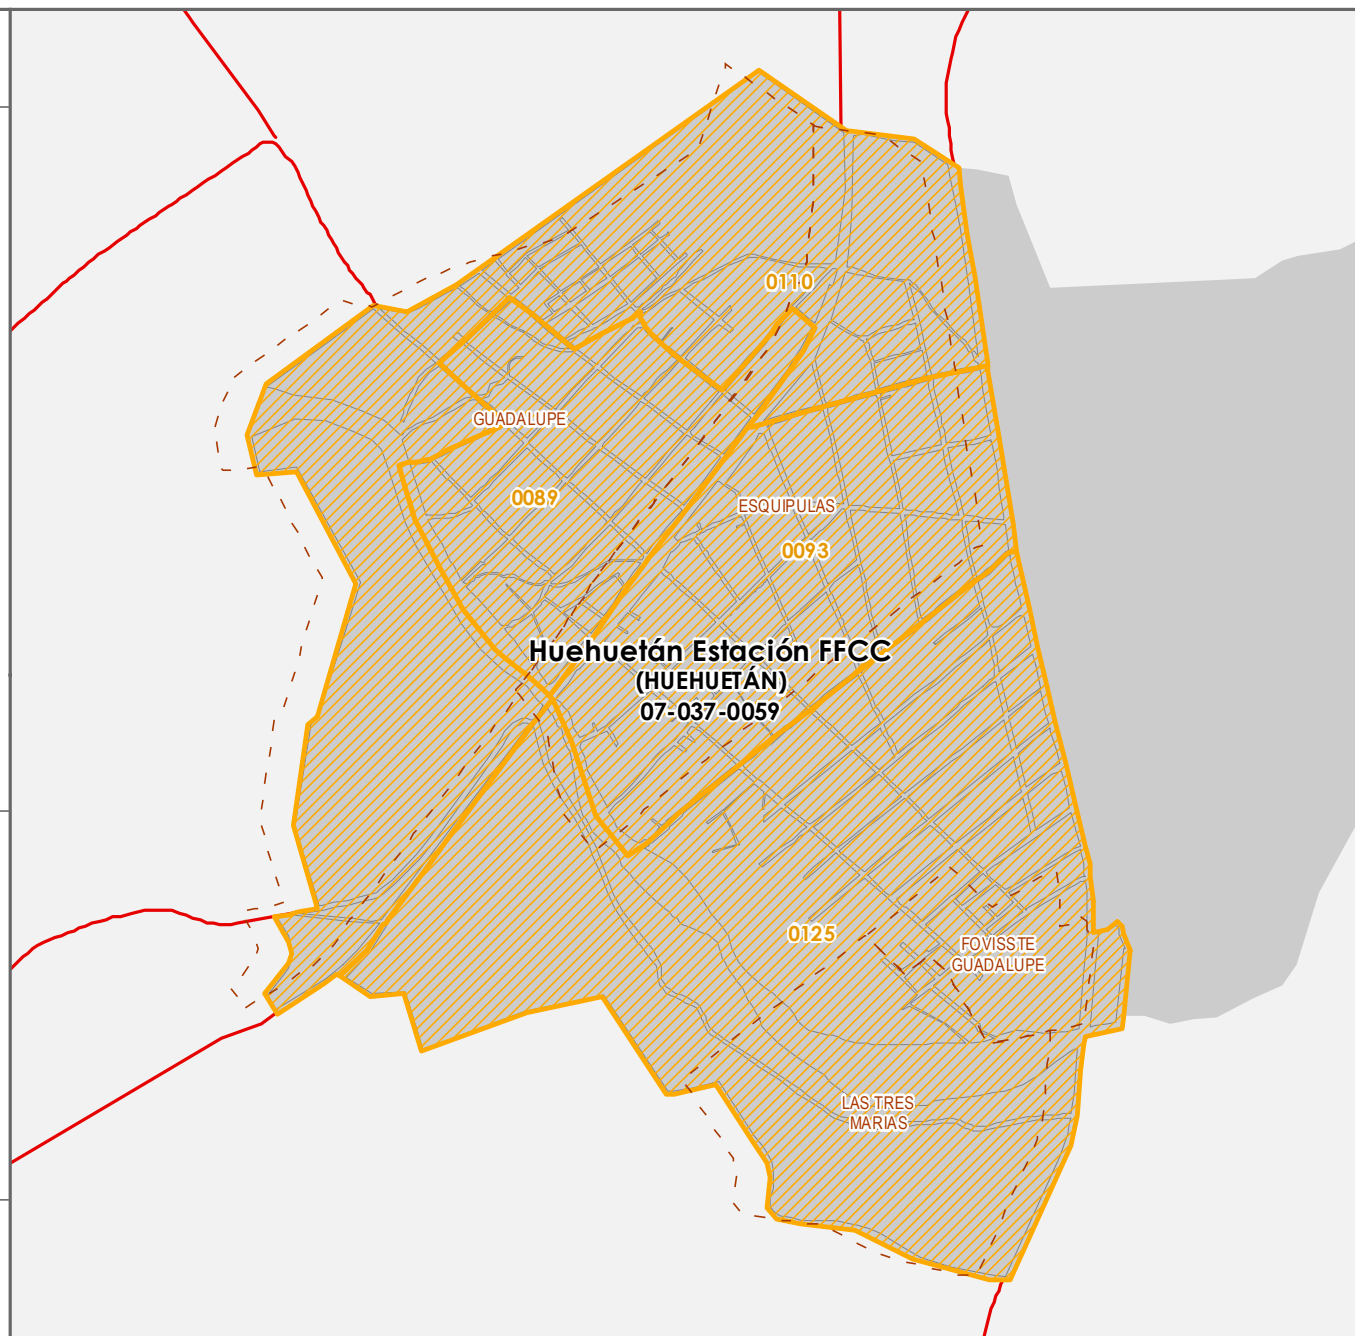 0110
GUADALUPE
0089
ESQUIPULAS
0093
Huehuetán Estación FFCC
(HUEHUETÁN)
07-037-0059
0125
FOVISSTE
GUADALUPE
LAS TRES
MARIAS